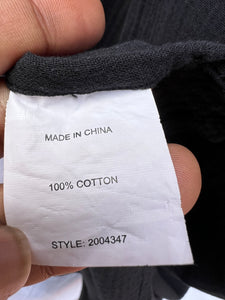 MADE IN CHINA
100% COTTON
STYLE: 2004347